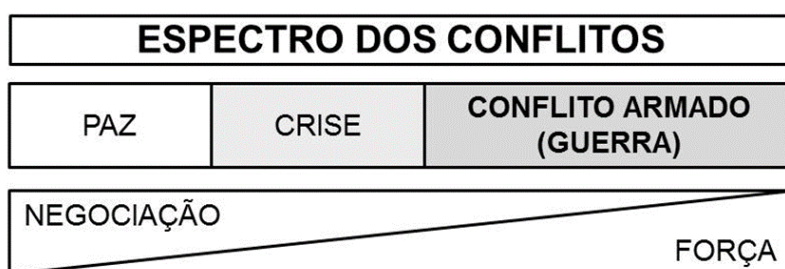 ESPECTRO DOS CONFLITOS
PAZ
CRISE
CONFLITO ARMADO
(GUERRA)
NEGOCIAÇÃO
FORÇA